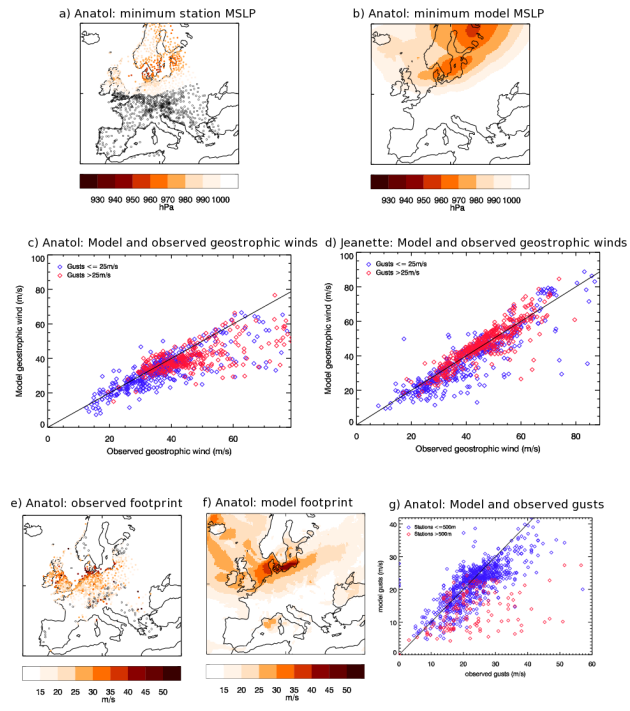 a) Anatol: minimum station MSLP
b) Anatol: minimum model MSLP
930 940 950 960 970 980 990 1000
hPa
930 940 950 960 970 980 990 1000
hPa
c) Anatol: Model and observed geostrophic winds
Gusts <= 25m/s
Gusts >25m/s
Model geostrophic wind (m/s)
100
80
60
40
20
0
0 20 40 60
Observed geostrophic wind (m/s)
d) Jeanette: Model and observed geostrophic winds
Gusts <= 25m/s
Gusts >25m/s
Model geostrophic wind (m/s)
100
80
60
40
20
0
0 20 40 60 80
Observed geostrophic wind (m/s)
e) Anatol: observed footprint
15 20 25 30 35 40 45 50
m/s
f) Anatol: model footprint
15 20 25 30 35 40 45 50
m/s
g) Anatol: Model and observed gusts
Stations <=500m
Stations >500m
model gusts (m/s)
40
30
20
10
0
0 10 20 30 40 50 60
observed gusts (m/s)